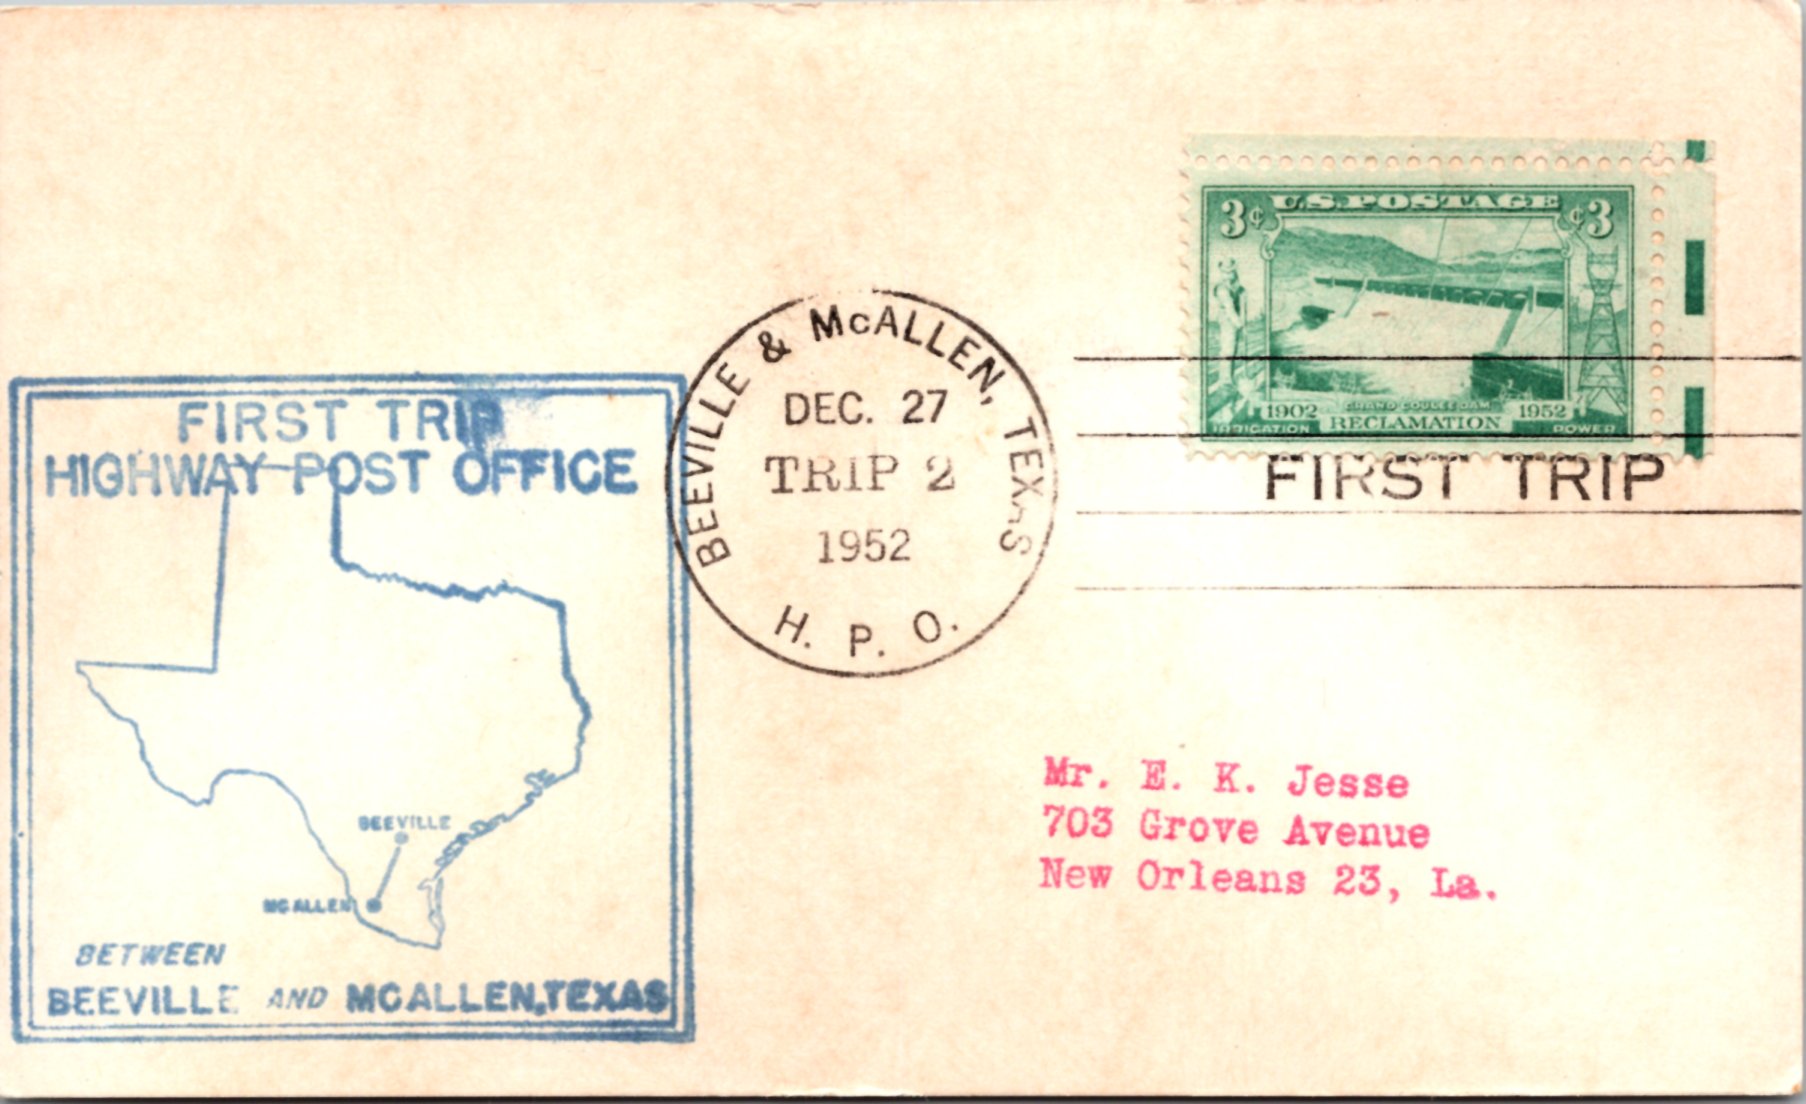 FIRST TRIP
HIGHWAY POST OFFICE
BEEVILLE
MCALLEN
BETWEEN
BEEVILLE AND MCALLEN, TEXAS
BEEVILLE & McALLEN, TEXAS
DEC. 27
TRIP 2
1952
H. P. O.
U.S. POSTAGE
3¢ ¢3
GRAND COULEE DAM
1902 1952
IRRIGATION RECLAMATION POWER
FIRST TRIP
Mr. E. K. Jesse
703 Grove Avenue
New Orleans 23, La.